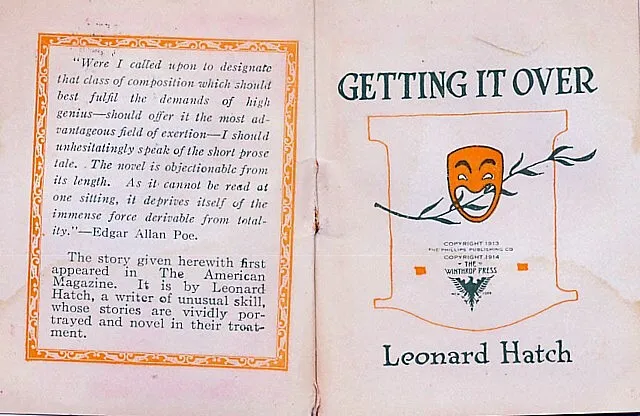 "Were I called upon to designate
that class of composition which should
best fulfil the demands of high
genius—should offer it the most ad-
vantageous field of exertion—I should
unhesitatingly speak of the short prose
tale. The novel is objectionable from
its length. As it cannot be read at
one sitting, it deprives itself of the
immense force derivable from total-
ity."—Edgar Allan Poe.
The story given herewith first
appeared in The American
Magazine. It is by Leonard
Hatch, a writer of unusual skill,
whose stories are vividly por-
trayed and novel in their treat-
ment.
GETTING IT OVER
COPYRIGHT 1913
THE PHILLIPS PUBLISHING CO
COPYRIGHT 1914
THE
WINTHROP PRESS
NEW YORK
Leonard Hatch